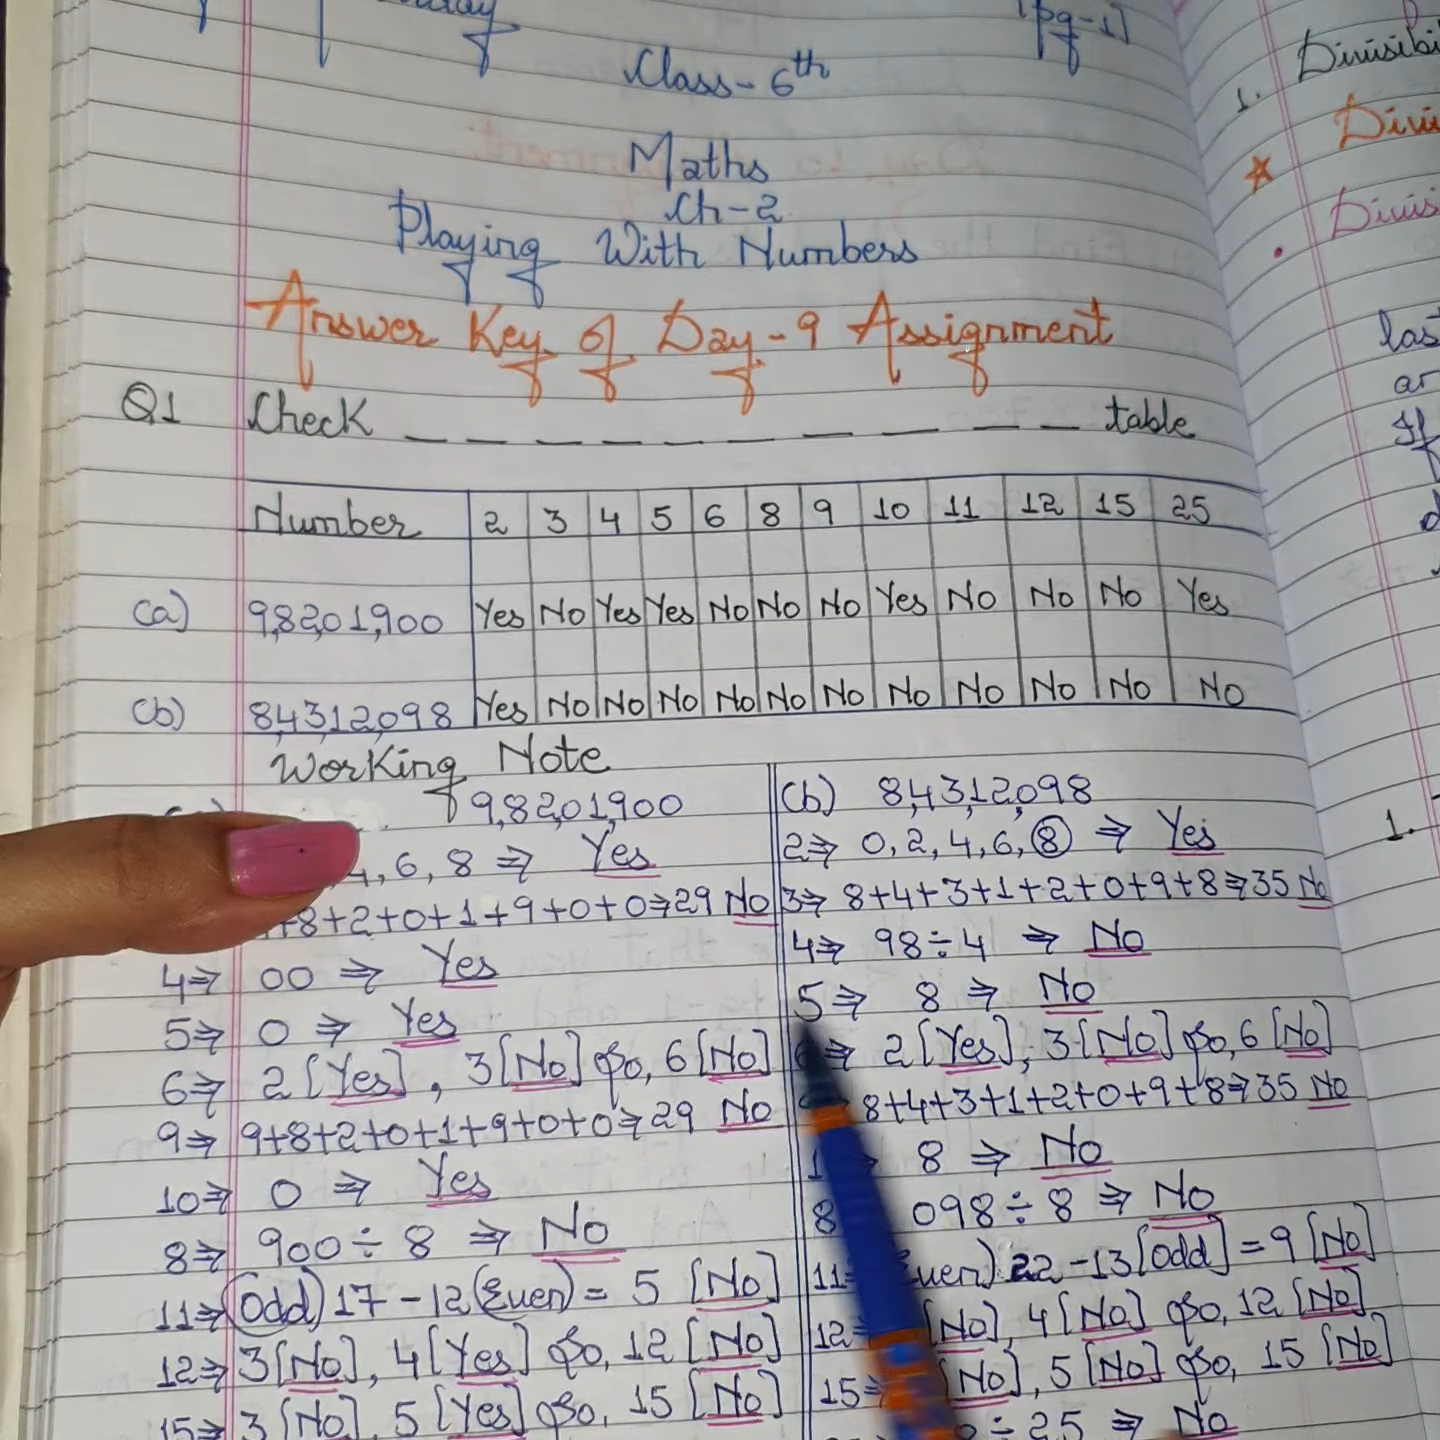 [pg-1]
Class-6th
Maths
Ch-2
Playing With Numbers
Answer Key of Day-9 Assignment
Q1 Check _ _ _ _ _ _ _ _ _ _ _ table
Number 2 3 4 5 6 8 9 10 11 12 15 25
(a) 9,82,01,900 Yes No Yes Yes No No No Yes No No No Yes
(b) 84,3,12,098 Yes No No No No No No No No No No No
Working Note
9,82,01,900
4, 6, 8 ⇒ Yes
+8+2+0+1+9+0+0⇒29 No
4⇒ 00 ⇒ Yes
5⇒ 0 ⇒ Yes
6⇒ 2[Yes], 3[No] so, 6[No]
9⇒ 9+8+2+0+1+9+0+0⇒29 No
10⇒ 0 ⇒ Yes
8⇒ 900÷8 ⇒ No
11⇒ (Odd) 17-12(Even) = 5 [No]
12⇒ 3[No], 4[Yes] so, 12 [No]
15⇒ 3[No], 5[Yes] so, 15 [No]
(b) 8,43,12,098
2⇒ 0, 2, 4, 6, 8 ⇒ Yes
3⇒ 8+4+3+1+2+0+9+8⇒35 No
4⇒ 98÷4 ⇒ No
5⇒ 8 ⇒ No
6⇒ 2[Yes], 3[No] so, 6[No]
8+4+3+1+2+0+9+8⇒35 No
8 ⇒ No
8 098÷8 ⇒ No
11⇒ 22-13[Odd] = 9[No]
12⇒ [No], 4[No] so, 12[No]
15⇒ [No], 5[No] so, 15[No]
÷25 ⇒ No
1.
1.